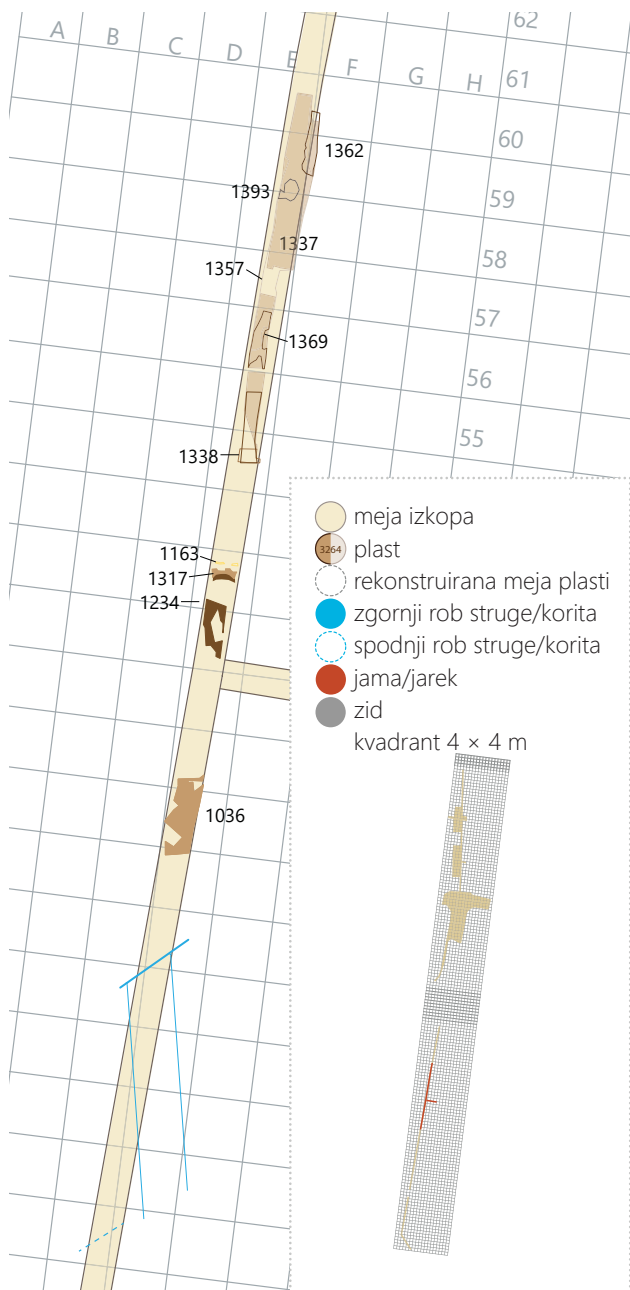 62
A B C D E F G H 61
60
1362
1393
59
1337
58
1357
57
1369
56
55
1338
1163
1317
1234
1036
meja izkopa
3264 plast
rekonstruirana meja plasti
zgornji rob struge/korita
spodnji rob struge/korita
jama/jarek
zid
kvadrant 4 × 4 m